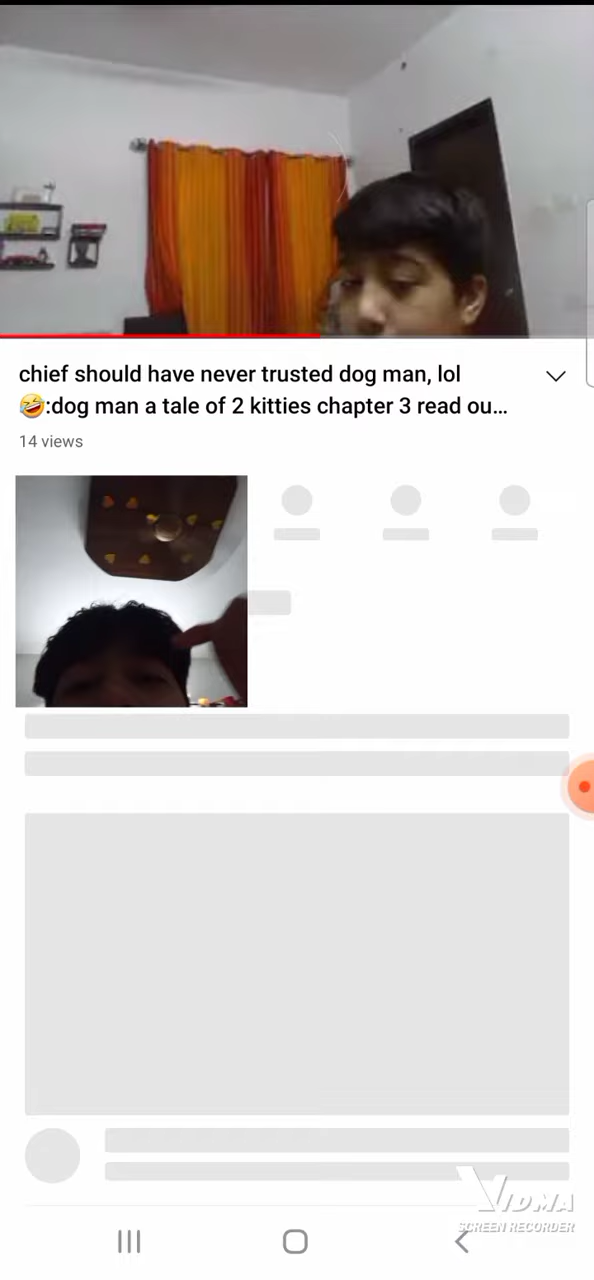 chief should have never trusted dog man, lol
🤣:dog man a tale of 2 kitties chapter 3 read ou...
14 views
VIDMA
SCREEN RECORDER